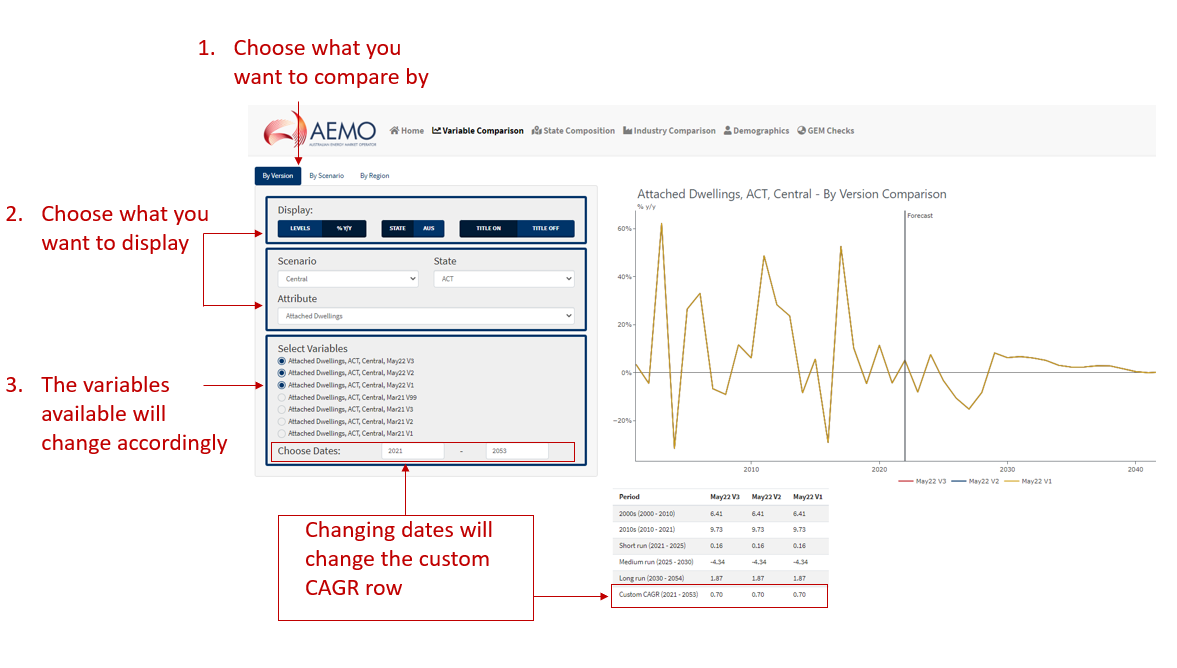 1. Choose what you
want to compare by
AEMO
AUSTRALIAN ENERGY MARKET OPERATOR
Home Variable Comparison State Composition Industry Comparison Demographics GEM Checks
By Version By Scenario By Region
2. Choose what you
want to display
Display:
LEVELS % Y/Y STATE AUS TITLE ON TITLE OFF
Scenario State
Central ACT
Attribute
Attached Dwellings
3. The variables
available will
change accordingly
Select Variables
Attached Dwellings, ACT, Central, May22 V3
Attached Dwellings, ACT, Central, May22 V2
Attached Dwellings, ACT, Central, May22 V1
Attached Dwellings, ACT, Central, Mar21 V99
Attached Dwellings, ACT, Central, Mar21 V3
Attached Dwellings, ACT, Central, Mar21 V2
Attached Dwellings, ACT, Central, Mar21 V1
Choose Dates: 2021 - 2053
Changing dates will
change the custom
CAGR row
Attached Dwellings, ACT, Central - By Version Comparison
% y/y
Forecast
60%
40%
20%
0%
−20%
2010 2020 2030 2040
May22 V3 May22 V2 May22 V1
Period May22 V3 May22 V2 May22 V1
2000s (2000 - 2010) 6.41 6.41 6.41
2010s (2010 - 2021) 9.73 9.73 9.73
Short run (2021 - 2025) 0.16 0.16 0.16
Medium run (2025 - 2030) -4.34 -4.34 -4.34
Long run (2030 - 2054) 1.87 1.87 1.87
Custom CAGR (2021 - 2053) 0.70 0.70 0.70